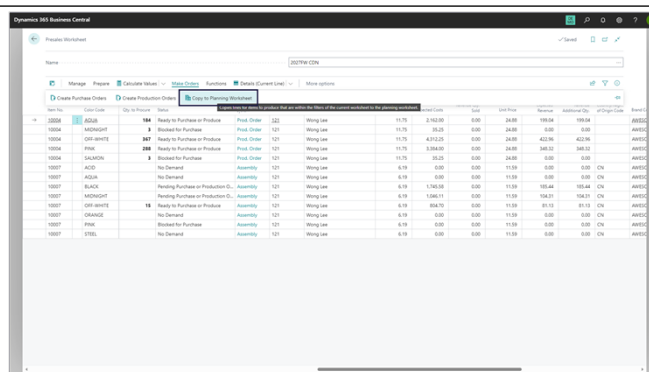 Dynamics 365 Business Central
Presales Worksheet
Saved
Name
2027FW CDN
Manage Prepare Calculate Values Make Orders Functions Details (Current Line) More options
Create Purchase Orders Create Production Orders Copy to Planning Worksheet
Copies lines for items to produce that are within the filters of the current worksheet to the planning worksheet.
Item No. Color Code Qty. to Procure Status Sold Unit Price Revenue Additional Qty. of Origin Code
10004 AQUA 184 Ready to Purchase or Produce Prod. Order 121 Wong Lee 11.75 2,162.00 0.00 24.88 199.04 199.04
10004 MIDNIGHT 3 Blocked for Purchase Prod. Order 121 Wong Lee 11.75 35.25 0.00 24.88 0.00 0.00
10004 OFF-WHITE 367 Ready to Purchase or Produce Prod. Order 121 Wong Lee 11.75 4,312.25 0.00 24.88 422.96 422.96
10004 PINK 288 Ready to Purchase or Produce Prod. Order 121 Wong Lee 11.75 3,384.00 0.00 24.88 348.32 348.32
10004 SALMON 3 Blocked for Purchase Prod. Order 121 Wong Lee 11.75 35.25 0.00 24.88 0.00 0.00
10007 ACID No Demand Assembly 121 Wong Lee 6.19 0.00 0.00 11.59 0.00 0.00 CN
10007 AQUA No Demand Assembly 121 Wong Lee 6.19 0.00 0.00 11.59 0.00 0.00 CN
10007 BLACK Pending Purchase or Production O... Assembly 121 Wong Lee 6.19 1,745.58 0.00 11.59 185.44 185.44 CN
10007 MIDNIGHT Pending Purchase or Production O... Assembly 121 Wong Lee 6.19 1,046.11 0.00 11.59 104.31 104.31 CN
10007 OFF-WHITE 15 Ready to Purchase or Produce Assembly 121 Wong Lee 6.19 804.70 0.00 11.59 81.13 81.13 CN
10007 ORANGE No Demand Assembly 121 Wong Lee 6.19 0.00 0.00 11.59 0.00 0.00 CN
10007 PINK Blocked for Purchase Assembly 121 Wong Lee 6.19 0.00 0.00 11.59 0.00 0.00 CN
10007 STEEL No Demand Assembly 121 Wong Lee 6.19 0.00 0.00 11.59 0.00 0.00 CN